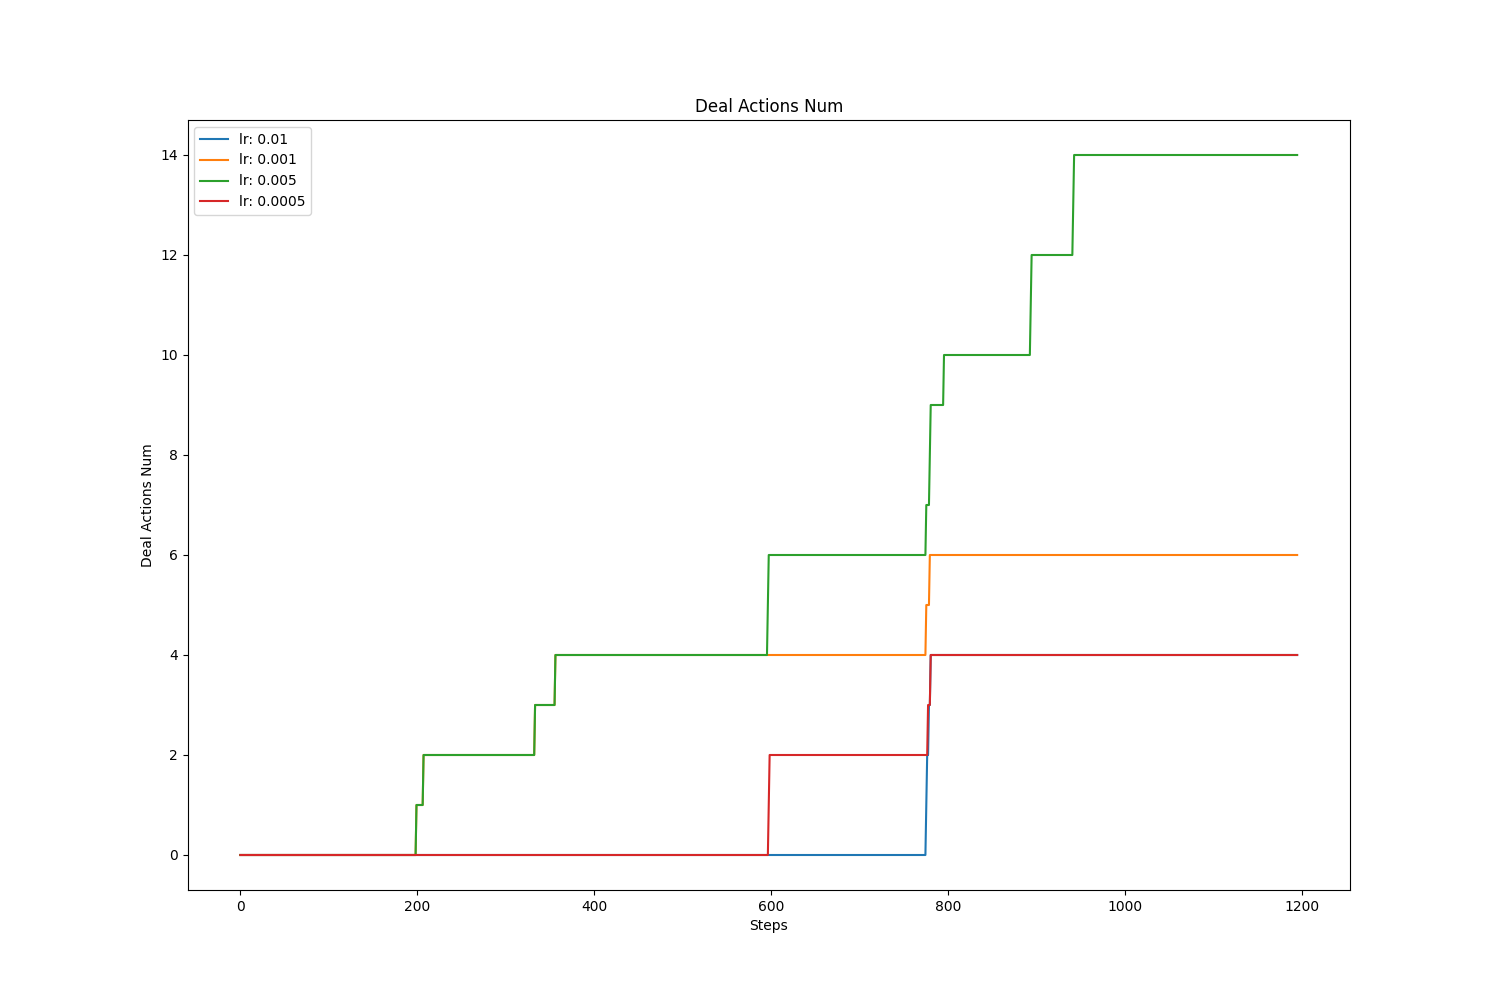 Deal Actions Num
lr: 0.01
lr: 0.001
lr: 0.005
lr: 0.0005
14
12
10
8
6
4
2
0
Deal Actions Num
0 200 400 600 800 1000 1200
Steps